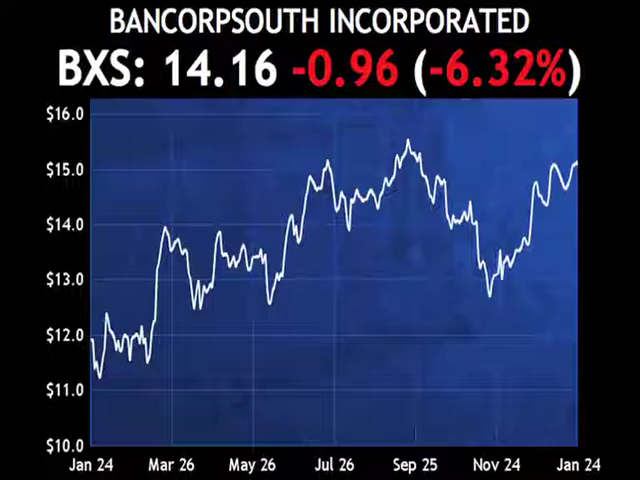 BANCORPSOUTH INCORPORATED
BXS: 14.16 -0.96 (-6.32%)
$16.0
$15.0
$14.0
$13.0
$12.0
$11.0
$10.0
Jan 24 Mar 26 May 26 Jul 26 Sep 25 Nov 24 Jan 24